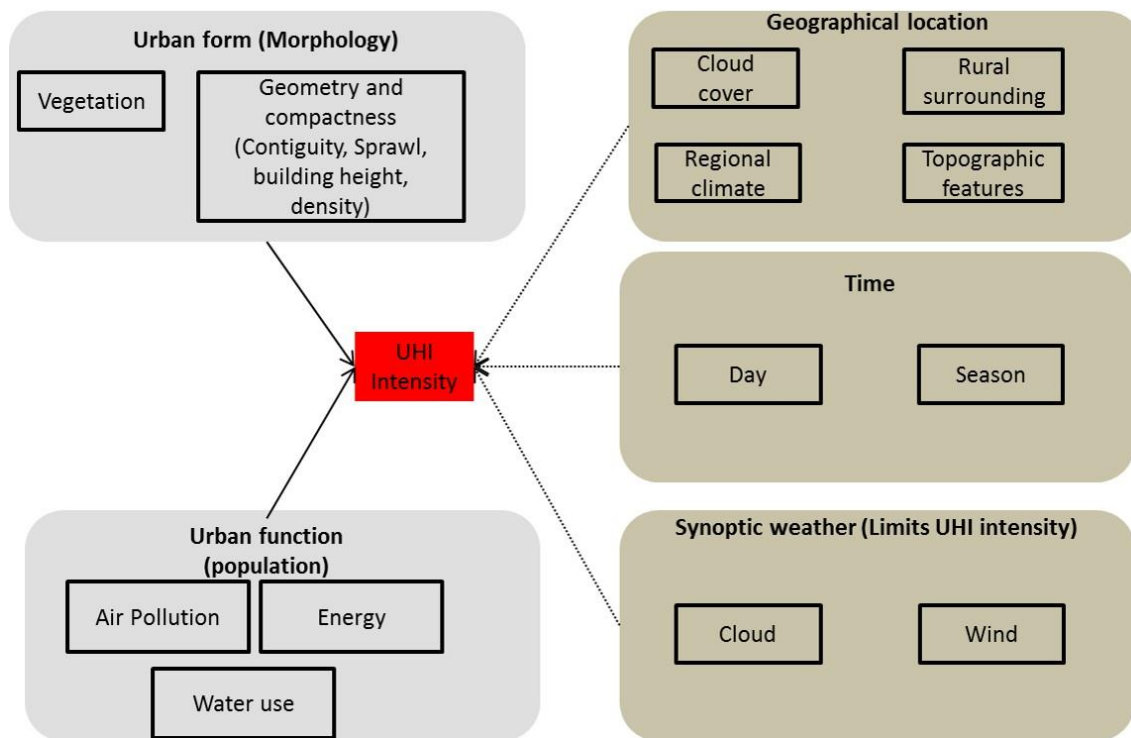 Urban form (Morphology)
Vegetation
Geometry and
compactness
(Contiguity, Sprawl,
building height,
density)
Geographical location
Cloud
cover
Rural
surrounding
Regional
climate
Topographic
features
UHI
Intensity
Time
Day
Season
Urban function
(population)
Air Pollution
Energy
Water use
Synoptic weather (Limits UHI intensity)
Cloud
Wind